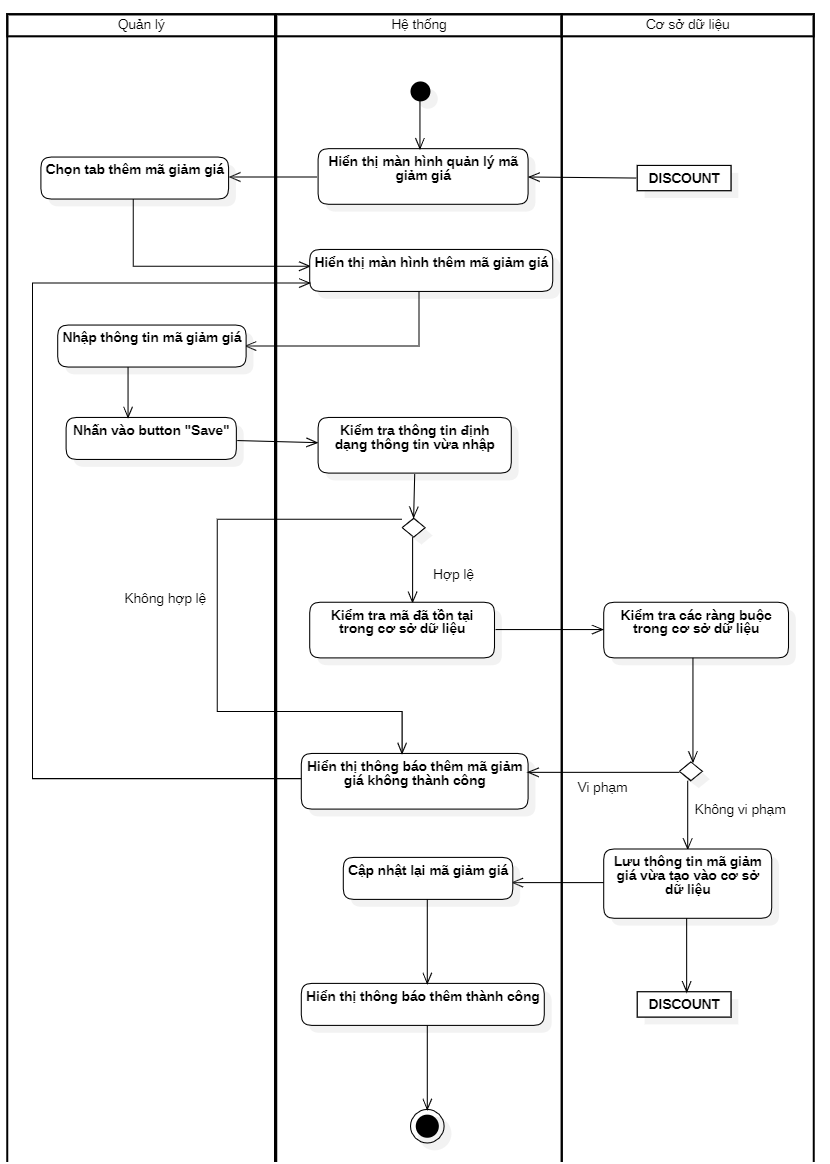 Quản lý
Hệ thống
Cơ sở dữ liệu
Hiển thị màn hình quản lý mã
giảm giá
Chọn tab thêm mã giảm giá
DISCOUNT
Hiển thị màn hình thêm mã giảm giá
Nhập thông tin mã giảm giá
Nhấn vào button "Save"
Kiểm tra thông tin định
dạng thông tin vừa nhập
Hợp lệ
Không hợp lệ
Kiểm tra mã đã tồn tại
trong cơ sở dữ liệu
Kiểm tra các ràng buộc
trong cơ sở dữ liệu
Hiển thị thông báo thêm mã giảm
giá không thành công
Vi phạm
Không vi phạm
Lưu thông tin mã giảm
giá vừa tạo vào cơ sở
dữ liệu
Cập nhật lại mã giảm giá
Hiển thị thông báo thêm thành công
DISCOUNT